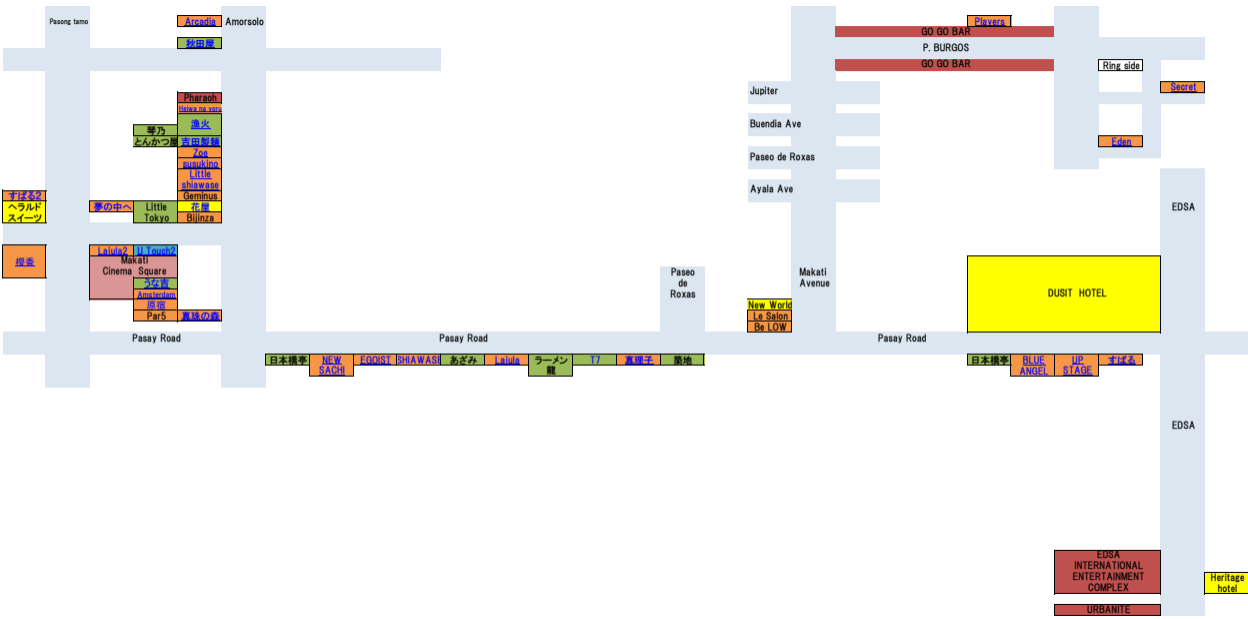 Pasong tamo
Arcadia
Amorsolo
秋田屋
Players
GO GO BAR
P. BURGOS
GO GO BAR
Ring side
Secret
Eden
Jupiter
Buendia Ave
Paseo de Roxas
Ayala Ave
Pharaoh
Heiwa na yoru
漁火
琴乃
とんかつ屋
吉田製麺
Zoe
susukino
Little
shiawase
Geminus
すばる2
ヘラルド
スイーツ
夢の中へ
Little
Tokyo
花屋
Bijinza
EDSA
櫻香
Lajula2
U Touch2
Makati
Cinema Square
うな吉
Amsterdam
原宿
Par5
真珠の森
Paseo
de
Roxas
Makati
Avenue
New World
Le Salon
Be LOW
DUSIT HOTEL
Pasay Road
Pasay Road
Pasay Road
日本橋亭
NEW
SACHI
EGOIST
SHIAWASE
あざみ
Lajula
ラーメン
龍
T7
真理子
築地
日本橋亭
BLUE
ANGEL
UP
STAGE
すばる
EDSA
EDSA
INTERNATIONAL
ENTERTAINMENT
COMPLEX
Heritage
hotel
URBANITE